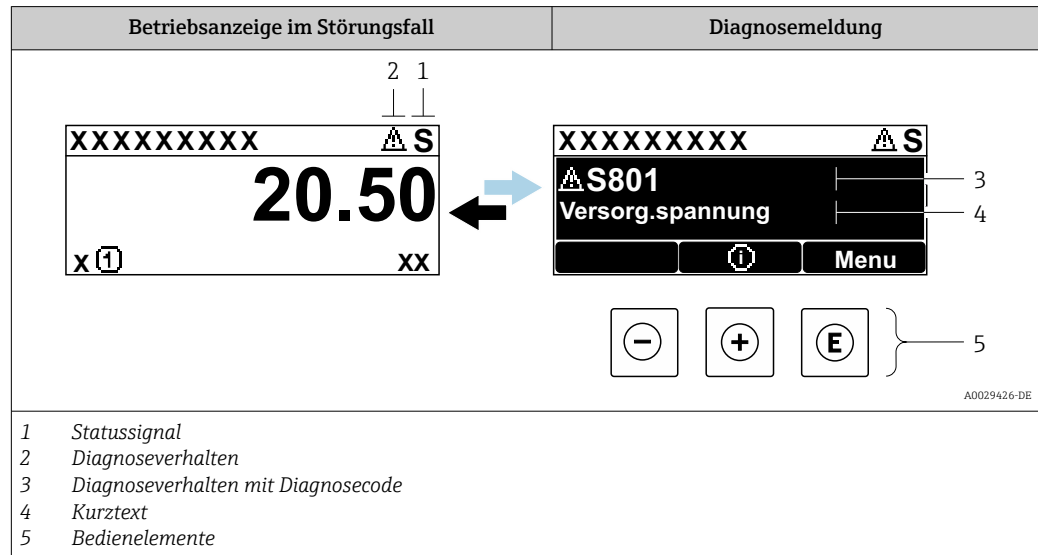 Betriebsanzeige im Störungsfall
Diagnosemeldung
2 1
XXXXXXXXX S
20.50
X 1 XX
XXXXXXXXX S
S801
Versorg.spannung
i Menu
3
4
- + E
5
A0029426-DE
1 Statussignal
2 Diagnoseverhalten
3 Diagnoseverhalten mit Diagnosecode
4 Kurztext
5 Bedienelemente